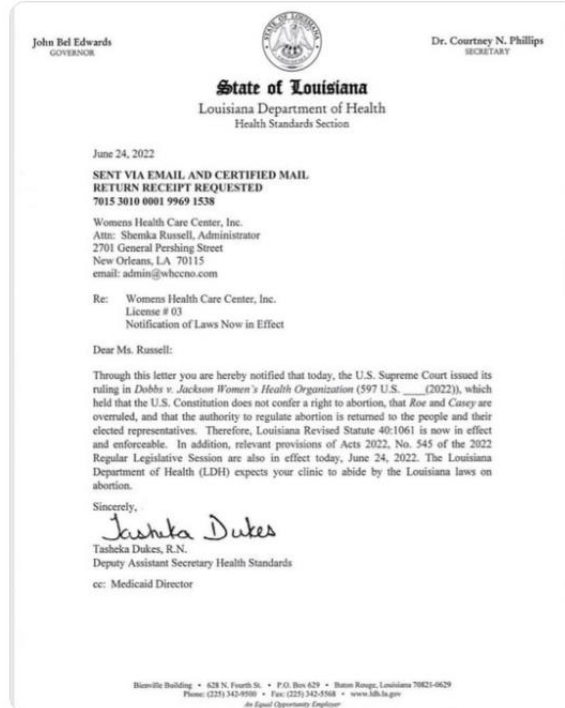 John Bel Edwards
GOVERNOR
Dr. Courtney N. Phillips
SECRETARY
State of Louisiana
Louisiana Department of Health
Health Standards Section
June 24, 2022
SENT VIA EMAIL AND CERTIFIED MAIL
RETURN RECEIPT REQUESTED
7015 3010 0001 9969 1538
Womens Health Care Center, Inc.
Attn: Shemka Russell, Administrator
2701 General Pershing Street
New Orleans, LA 70115
email: admin@whccno.com
Re: Womens Health Care Center, Inc.
License # 03
Notification of Laws Now in Effect
Dear Ms. Russell:
Through this letter you are hereby notified that today, the U.S. Supreme Court issued its
ruling in Dobbs v. Jackson Women's Health Organization (597 U.S. ___(2022)), which
held that the U.S. Constitution does not confer a right to abortion, that Roe and Casey are
overruled, and that the authority to regulate abortion is returned to the people and their
elected representatives. Therefore, Louisiana Revised Statute 40:1061 is now in effect
and enforceable. In addition, relevant provisions of Acts 2022, No. 545 of the 2022
Regular Legislative Session are also in effect today, June 24, 2022. The Louisiana
Department of Health (LDH) expects your clinic to abide by the Louisiana laws on
abortion.
Sincerely,
Tasheka Dukes
Tasheka Dukes, R.N.
Deputy Assistant Secretary Health Standards
cc: Medicaid Director
Bienville Building • 628 N. Fourth St. • P.O. Box 629 • Baton Rouge, Louisiana 70821-0629
Phone: (225) 342-9500 • Fax: (225) 342-5568 • www.ldh.la.gov
An Equal Opportunity Employer